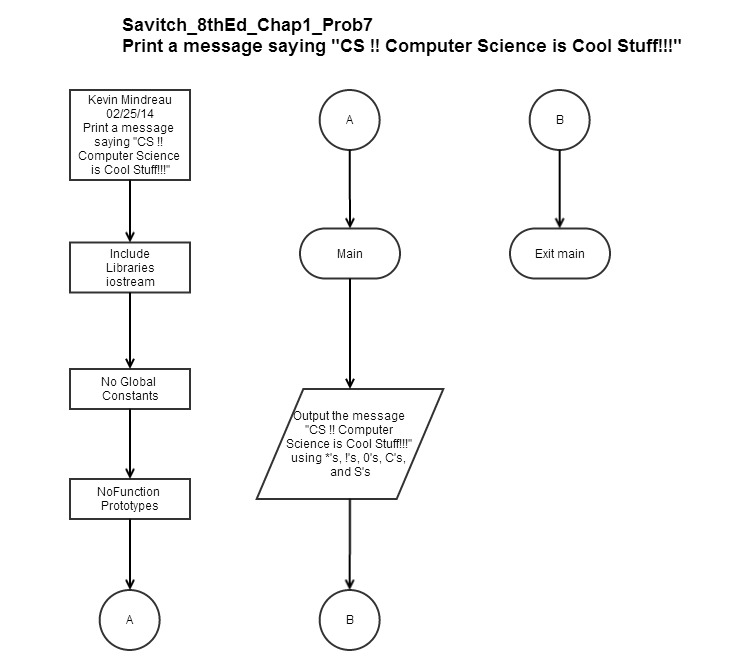 Savitch_8thEd_Chap1_Prob7
Print a message saying "CS !! Computer Science is Cool Stuff!!!"
Kevin Mindreau
02/25/14
Print a message
saying "CS !!
Computer Science
is Cool Stuff!!!"
Include
Libraries
iostream
No Global
Constants
NoFunction
Prototypes
A
A
Main
Output the message
"CS !! Computer
Science is Cool Stuff!!!"
using *'s, !'s, 0's, C's,
and S's
B
B
Exit main